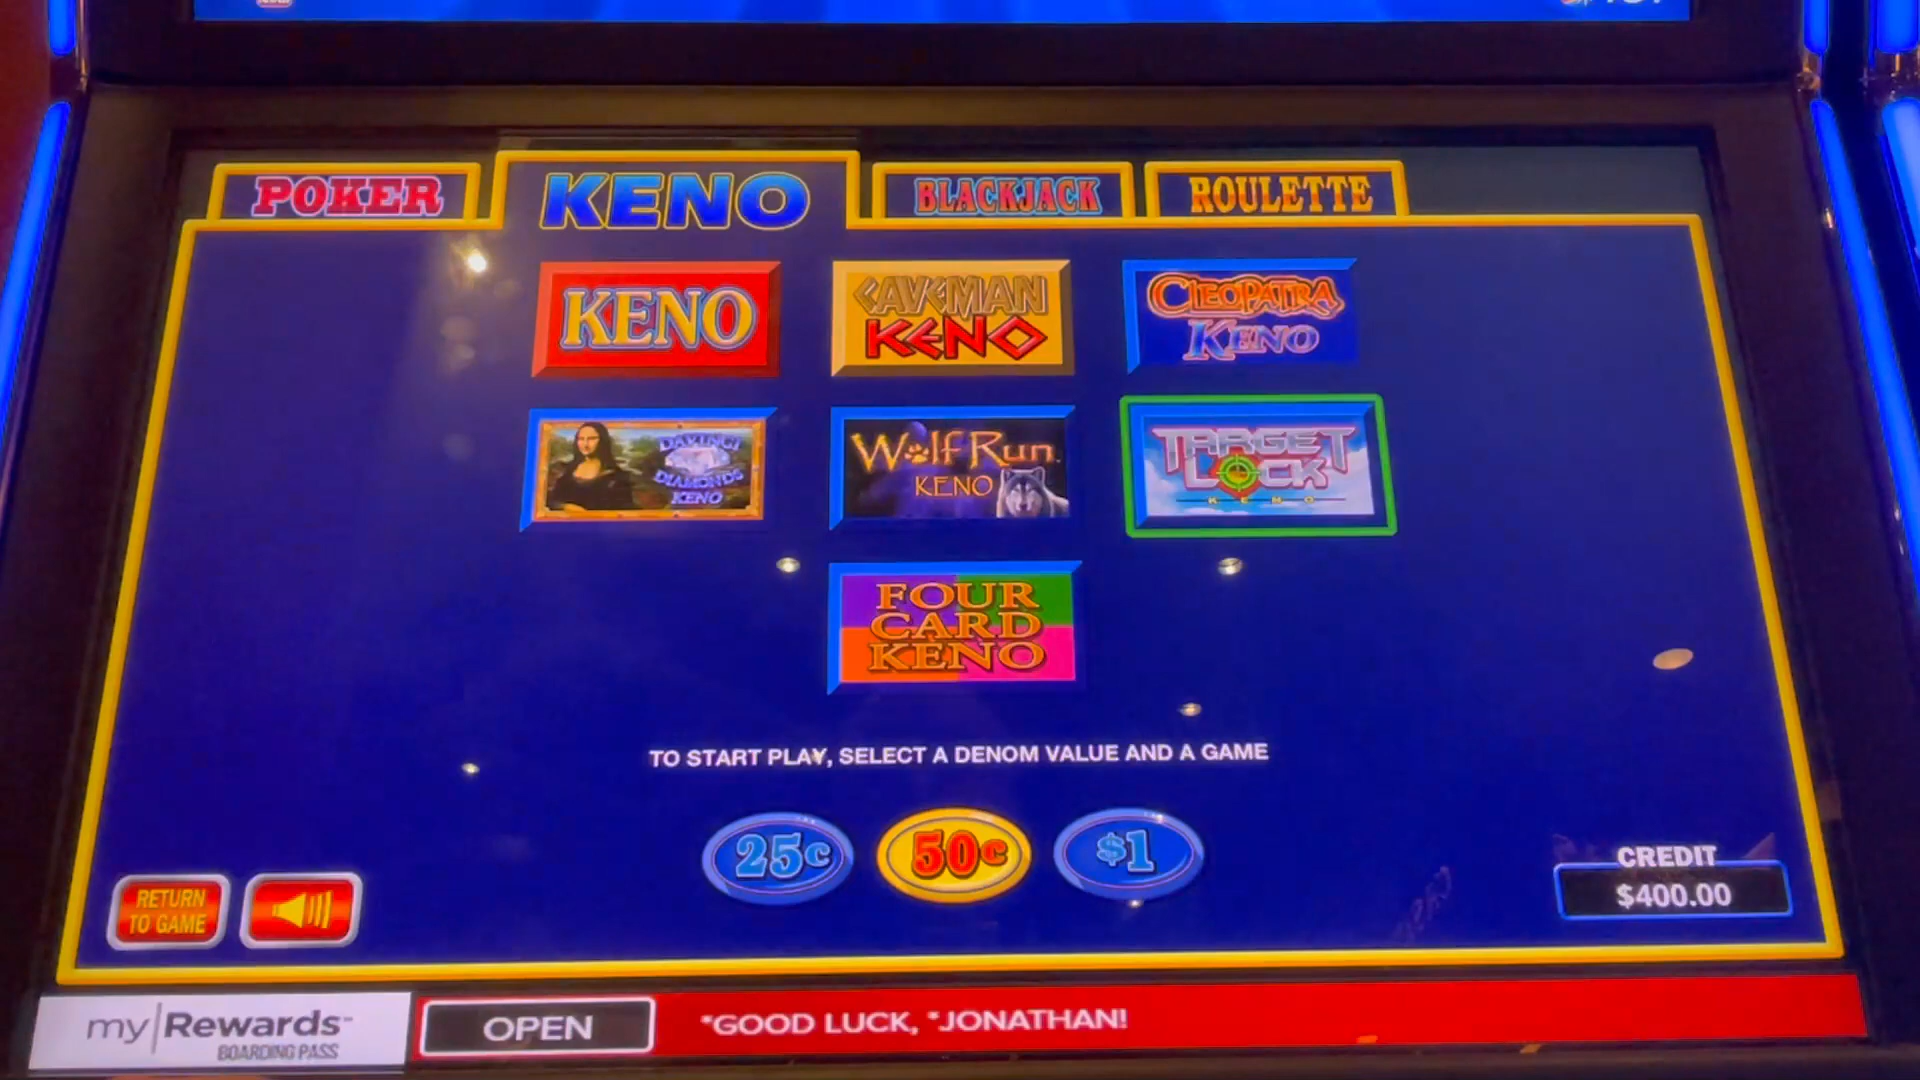 POKER
KENO
BLACKJACK
ROULETTE
KENO
CAVEMAN
KENO
CLEOPATRA
KENO
DAVINCI
DIAMONDS
KENO
Wolf Run
KENO
TARGET
LOCK
KENO
FOUR
CARD
KENO
TO START PLAY, SELECT A DENOM VALUE AND A GAME
25¢
50¢
$1
RETURN
TO GAME
CREDIT
$400.00
my|Rewards™
BOARDING PASS
OPEN
*GOOD LUCK, *JONATHAN!